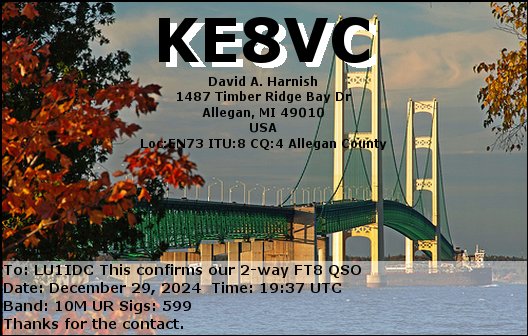 KE8VC
David A. Harnish
1487 Timber Ridge Bay Dr
Allegan, MI 49010
USA
Loc:EN73 ITU:8 CQ:4 Allegan County
To: LU1IDC This confirms our 2-way FT8 QSO
Date: December 29, 2024 Time: 19:37 UTC
Band: 10M UR Sigs: 599
Thanks for the contact.